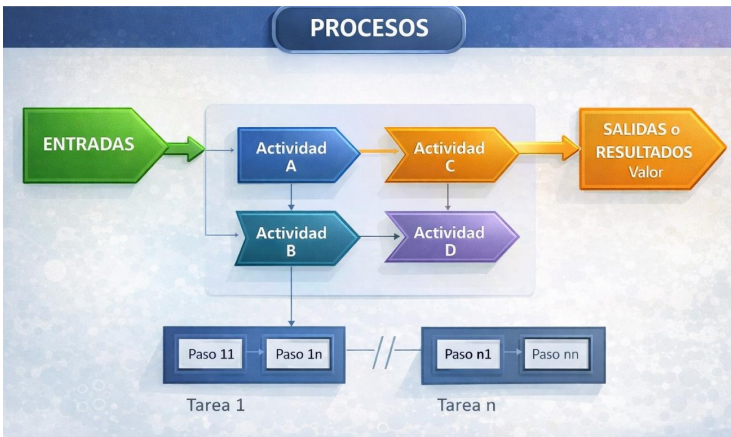 PROCESOS
ENTRADAS
Actividad
A
Actividad
C
SALIDAS o
RESULTADOS
Valor
Actividad
B
Actividad
D
Paso 11
Paso 1n
Paso n1
Paso nn
Tarea 1
Tarea n